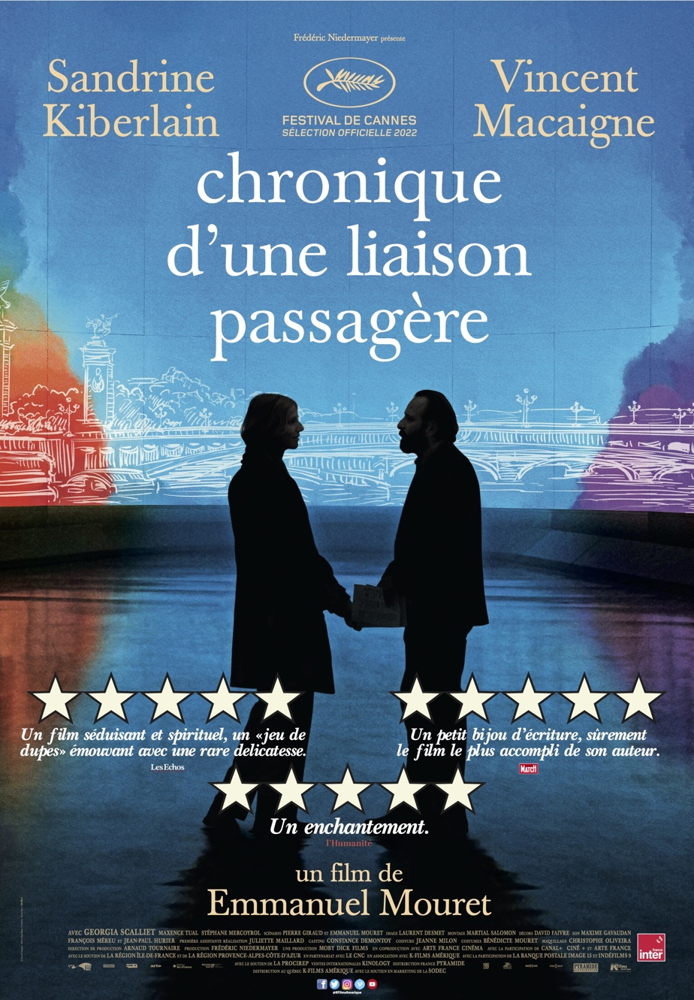 Frédéric Niedermayer présente
Sandrine
Kiberlain
FESTIVAL DE CANNES
SÉLECTION OFFICIELLE 2022
Vincent
Macaigne
chronique
d'une liaison
passagère
Un film séduisant et spirituel, un «jeu de
dupes» émouvant avec une rare délicatesse.
Les Echos
Un petit bijou d'écriture, sûrement
le film le plus accompli de son auteur.
MATCH
Un enchantement.
l'Humanité
un film de
Emmanuel Mouret
AVEC GEORGIA SCALLIET MAXENCE TUAL STÉPHANE MERCOYROL SCÉNARIO PIERRE GIRAUD ET EMMANUEL MOURET IMAGE LAURENT DESMET MONTAGE MARTIAL SALOMON DÉCORS DAVID FAIVRE SON MAXIME GAVAUDAN
FRANÇOIS MÉREU ET JEAN-PAUL HURIER PREMIÈRE ASSISTANTE RÉALISATION JULIETTE MAILLARD CASTING CONSTANCE DEMONTOY COIFFURE JEANNE MILON COSTUMES BÉNÉDICTE MOURET MAQUILLAGE CHRISTOPHE OLIVEIRA
DIRECTION DE PRODUCTION ARNAUD TOURNAIRE PRODUCTION FRÉDÉRIC NIEDERMAYER UNE PRODUCTION MOBY DICK FILMS EN COPRODUCTION AVEC ARTE FRANCE CINÉMA AVEC LA PARTICIPATION DE CANAL+ CINÉ + ET ARTE FRANCE
AVEC LE SOUTIEN DE LA RÉGION ÎLE-DE-FRANCE ET DE LA RÉGION PROVENCE-ALPES-CÔTE-D'AZUR EN PARTENARIAT AVEC LE CNC EN ASSOCIATION AVEC K-FILMS AMÉRIQUE AVEC LA PARTICIPATION DE LA BANQUE POSTALE IMAGE 15 ET INDÉFILMS 9
AVEC LE SOUTIEN DE LA PROCIREP VENTES INTERNATIONALES KINOLOGY DISTRIBUTION FRANCE PYRAMIDE
DISTRIBUTION AU QUÉBEC K-FILMS AMÉRIQUE AVEC LE SOUTIEN EN MARKETING DE LA SODEC
france
inter
arte
PYRAMIDE
@KFilmsAmerique